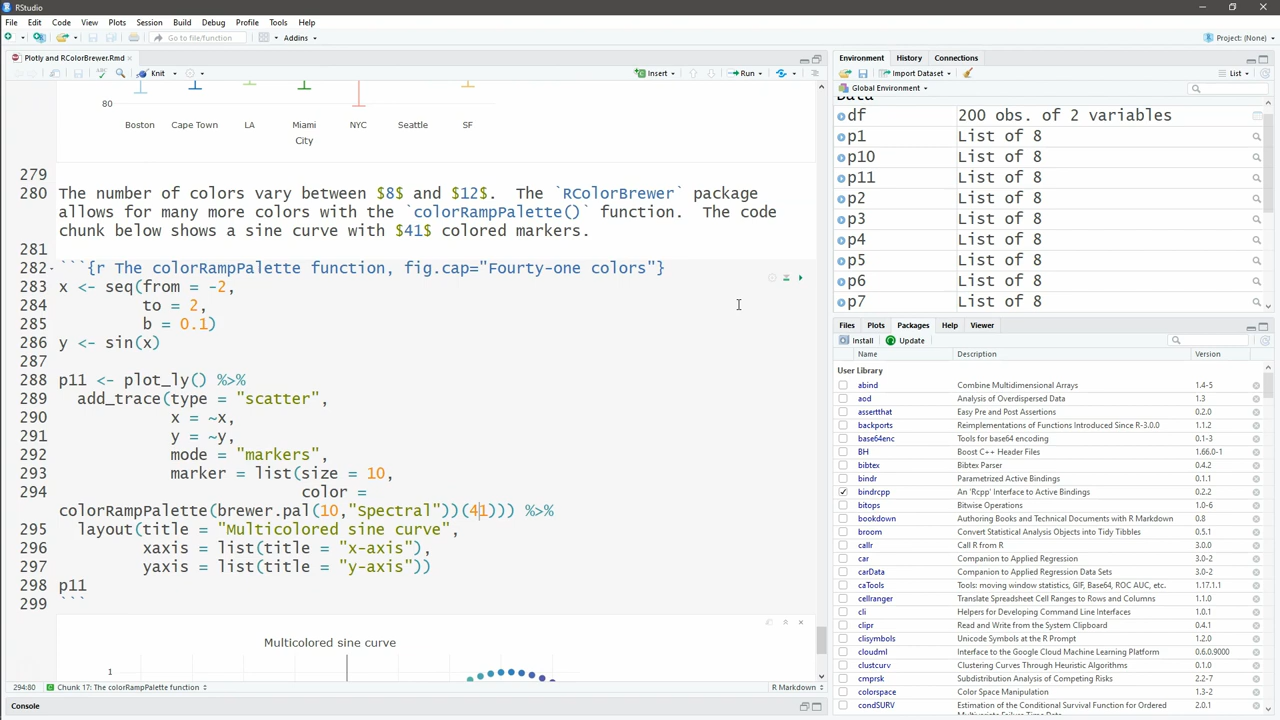 RStudio
File Edit Code View Plots Session Build Debug Profile Tools Help
Go to file/function Addins Project: (None)
Plotly and RColorBrewer.Rmd
Knit Insert Run
80
Boston Cape Town LA Miami NYC Seattle SF
City
279
280 The number of colors vary between $8$ and $12$.  The `RColorBrewer` package
allows for many more colors with the `colorRampPalette()` function.  The code
chunk below shows a sine curve with $41$ colored markers.
281
282 ```{r The colorRampPalette function, fig.cap="Fourty-one colors"}
283 x <- seq(from = -2,
284 to = 2,
285 b = 0.1)
286 y <- sin(x)
287
288 p11 <- plot_ly() %>%
289 add_trace(type = "scatter",
290 x = ~x,
291 y = ~y,
292 mode = "markers",
293 marker = list(size = 10,
294 color =
colorRampPalette(brewer.pal(10,"Spectral"))(41))) %>%
295 layout(title = "Multicolored sine curve",
296 xaxis = list(title = "x-axis"),
297 yaxis = list(title = "y-axis"))
298 p11
299 ```
Multicolored sine curve
1
294:80 Chunk 17: The colorRampPalette function R Markdown
Console
Environment History Connections
Import Dataset List
Global Environment
Data
df 200 obs. of 2 variables
p1 List of 8
p10 List of 8
p11 List of 8
p2 List of 8
p3 List of 8
p4 List of 8
p5 List of 8
p6 List of 8
p7 List of 8
Files Plots Packages Help Viewer
Install Update
Name Description Version
User Library
abind Combine Multidimensional Arrays 1.4-5
aod Analysis of Overdispersed Data 1.3
assertthat Easy Pre and Post Assertions 0.2.0
backports Reimplementations of Functions Introduced Since R-3.0.0 1.1.2
base64enc Tools for base64 encoding 0.1-3
BH Boost C++ Header Files 1.66.0-1
bibtex Bibtex Parser 0.4.2
bindr Parametrized Active Bindings 0.1.1
bindrcpp An 'Rcpp' Interface to Active Bindings 0.2.2
bitops Bitwise Operations 1.0-6
bookdown Authoring Books and Technical Documents with R Markdown 0.8
broom Convert Statistical Analysis Objects into Tidy Tibbles 0.5.1
callr Call R from R 3.0.0
car Companion to Applied Regression 3.0-2
carData Companion to Applied Regression Data Sets 3.0-2
caTools Tools: moving window statistics, GIF, Base64, ROC AUC, etc. 1.17.1.1
cellranger Translate Spreadsheet Cell Ranges to Rows and Columns 1.1.0
cli Helpers for Developing Command Line Interfaces 1.0.1
clipr Read and Write from the System Clipboard 0.4.1
clisymbols Unicode Symbols at the R Prompt 1.2.0
cloudml Interface to the Google Cloud Machine Learning Platform 0.6.0.9000
clustcurv Clustering Curves Through Heuristic Algorithms 0.1.0
cmprsk Subdistribution Analysis of Competing Risks 2.2-7
colorspace Color Space Manipulation 1.3-2
condSURV Estimation of the Conditional Survival Function for Ordered 2.0.1